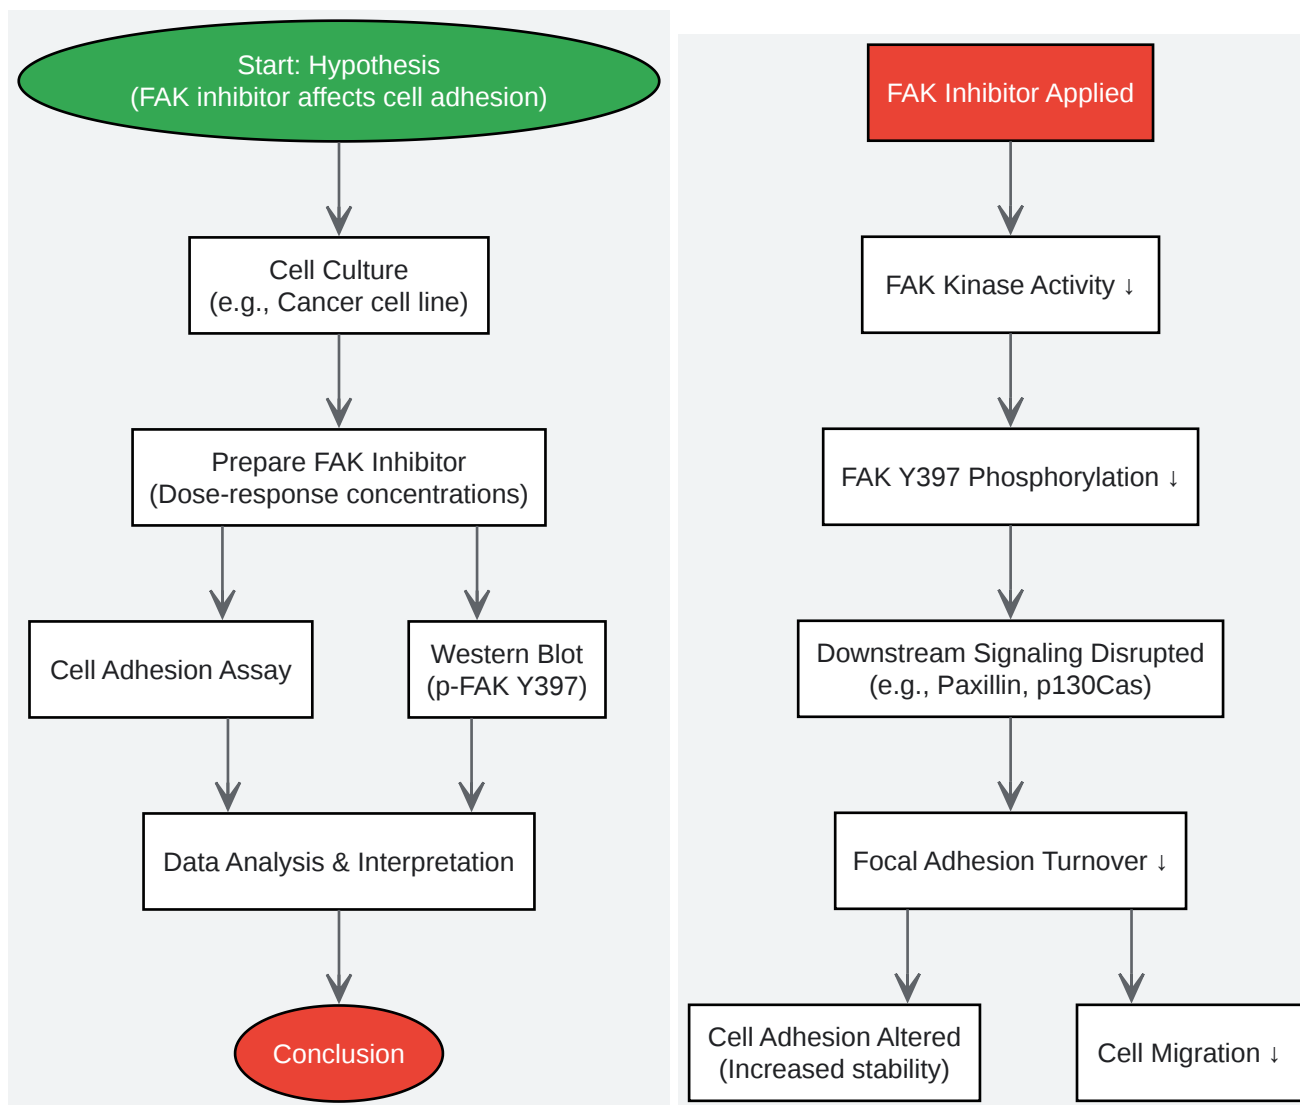 Start: Hypothesis
(FAK inhibitor affects cell adhesion)
Cell Culture
(e.g., Cancer cell line)
Prepare FAK Inhibitor
(Dose-response concentrations)
Cell Adhesion Assay
Western Blot
(p-FAK Y397)
Data Analysis & Interpretation
Conclusion
FAK Inhibitor Applied
FAK Kinase Activity ↓
FAK Y397 Phosphorylation ↓
Downstream Signaling Disrupted
(e.g., Paxillin, p130Cas)
Focal Adhesion Turnover ↓
Cell Adhesion Altered
(Increased stability)
Cell Migration ↓